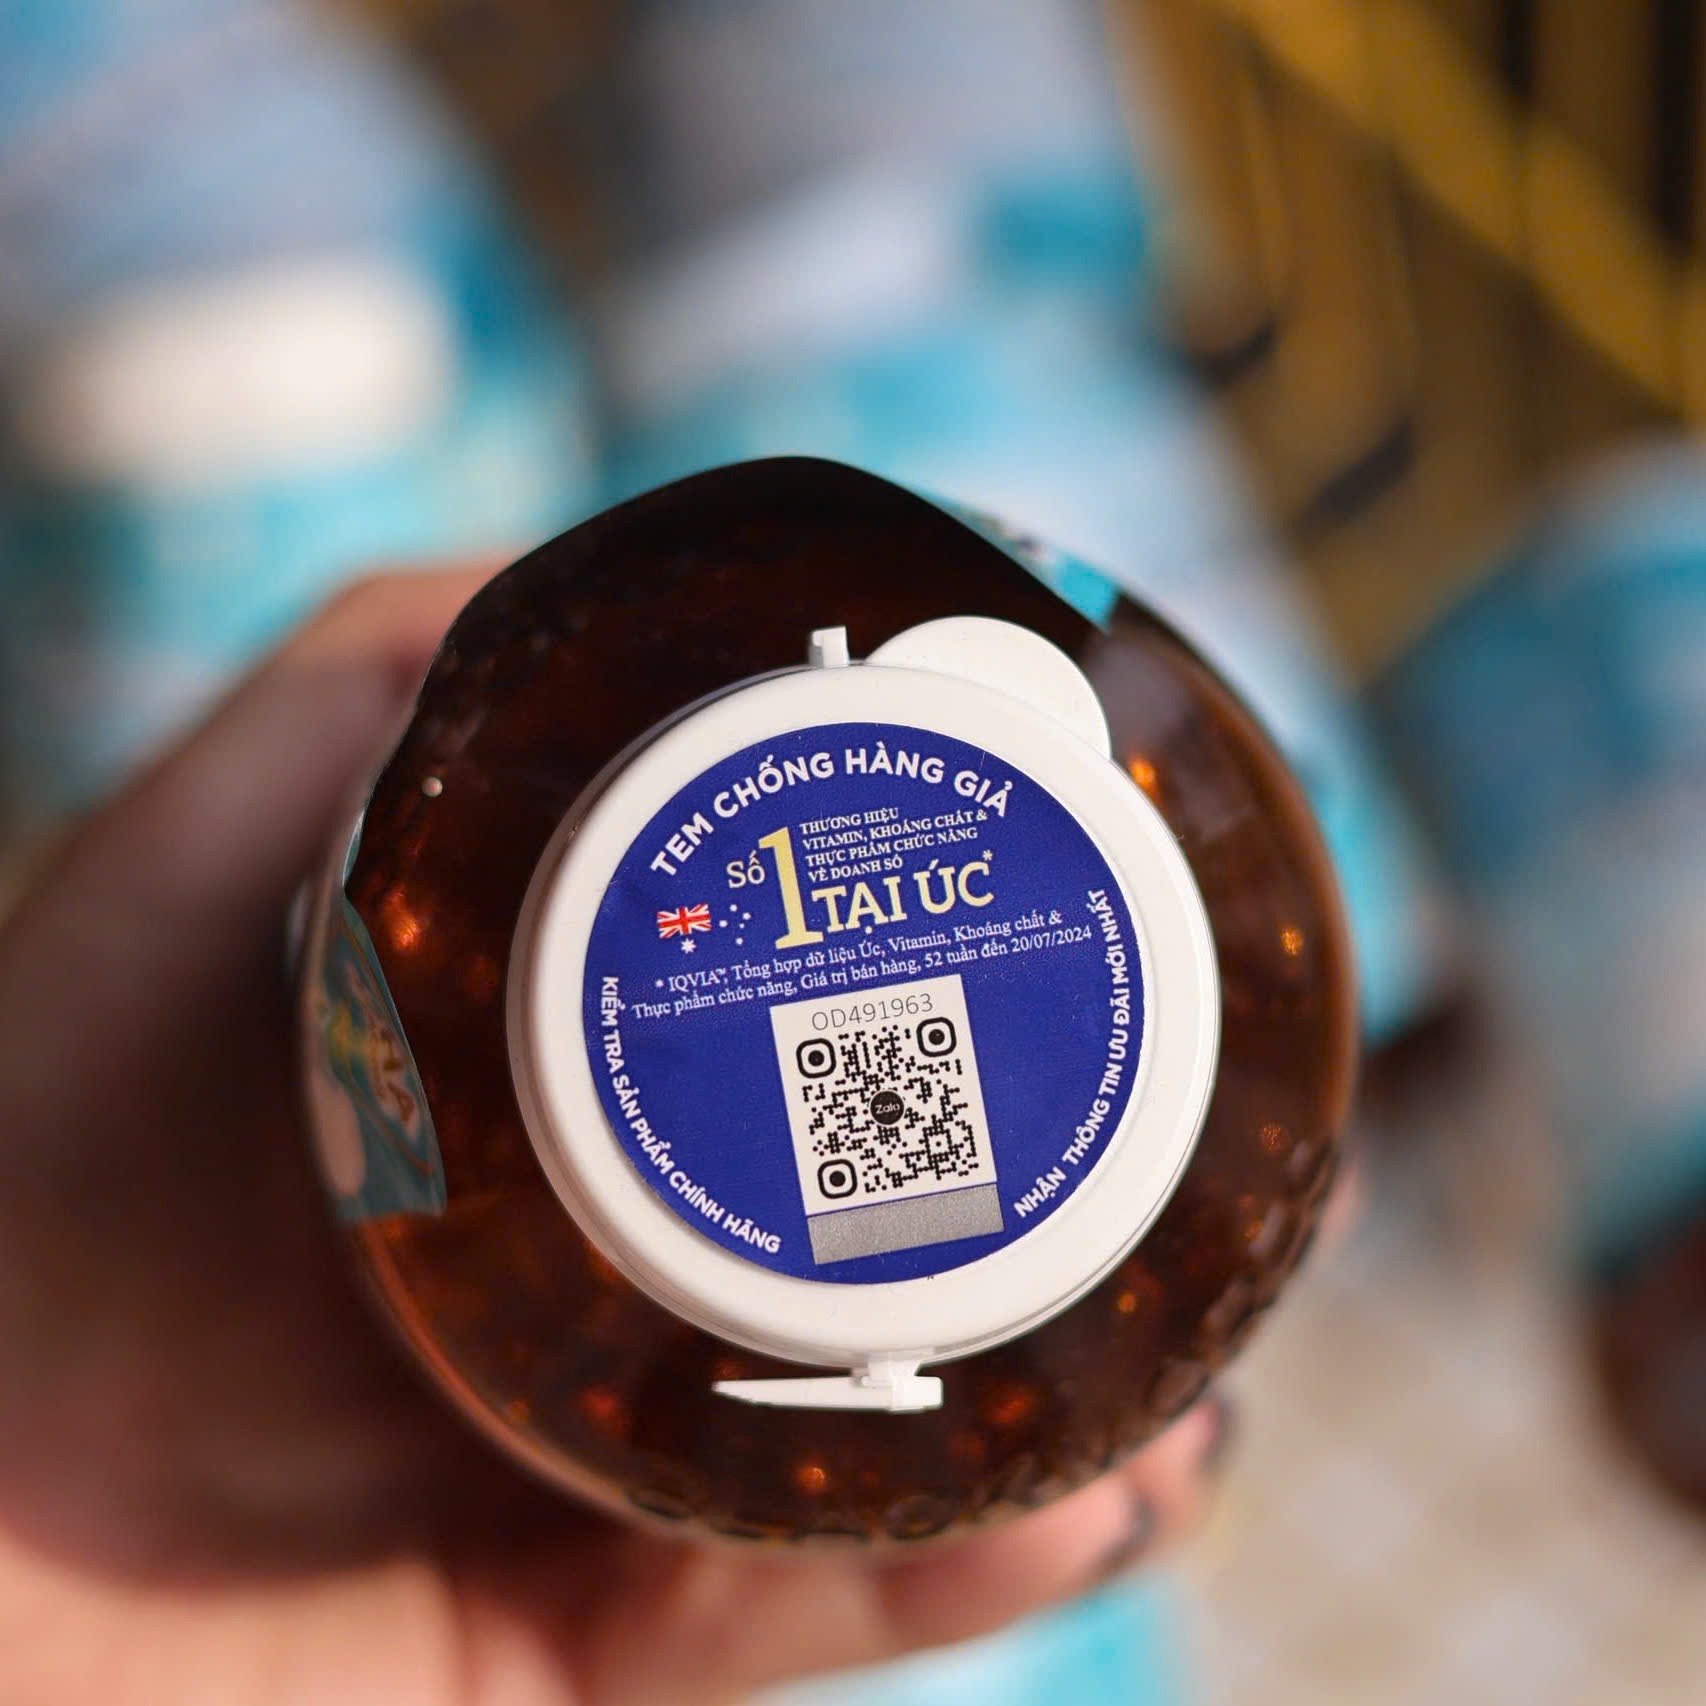 TEM CHỐNG HÀNG GIẢ
Số 1
THƯƠNG HIỆU
VITAMIN, KHOÁNG CHẤT &
THỰC PHẨM CHỨC NĂNG
VỀ DOANH SỐ
TẠI ÚC*
* IQVIA™, Tổng hợp dữ liệu Úc, Vitamin, Khoáng chất &
Thực phẩm chức năng, Giá trị bán hàng, 52 tuần đến 20/07/2024
OD491963
Zalo
KIỂM TRA SẢN PHẨM CHÍNH HÃNG
NHẬN THÔNG TIN ƯU ĐÃI MỚI NHẤT